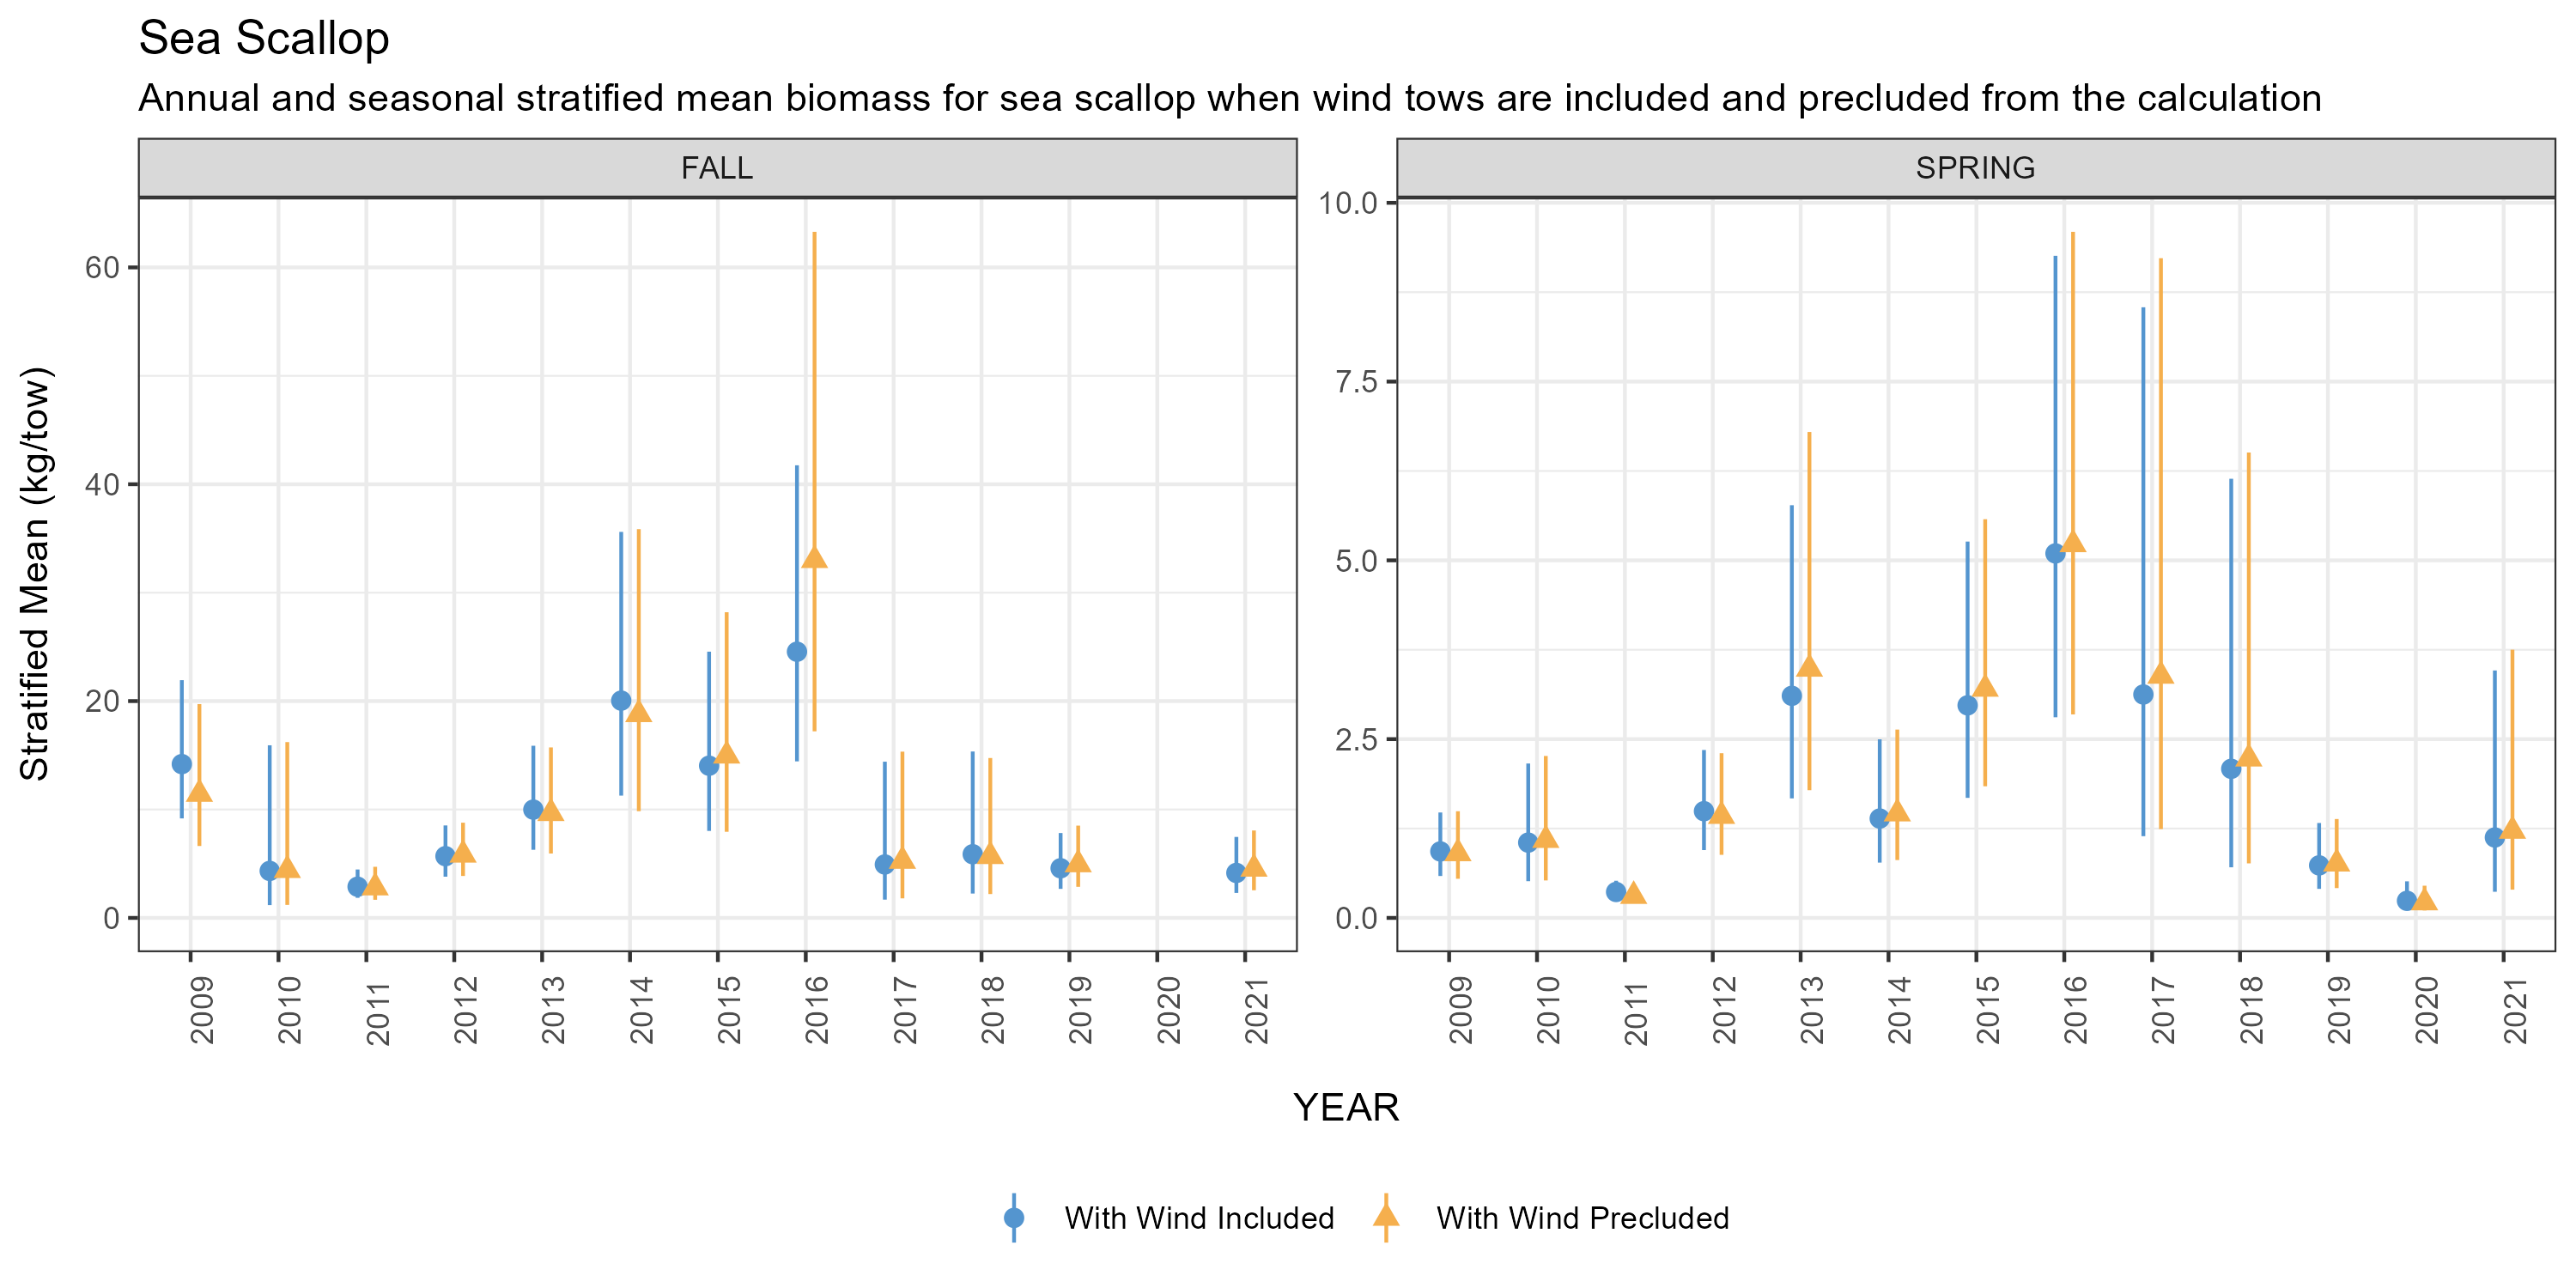 Sea Scallop
Annual and seasonal stratified mean biomass for sea scallop when wind tows are included and precluded from the calculation
FALL
SPRING
Stratified Mean (kg/tow)
60
40
20
0
10.0
7.5
5.0
2.5
0.0
2009 2010 2011 2012 2013 2014 2015 2016 2017 2018 2019 2020 2021
2009 2010 2011 2012 2013 2014 2015 2016 2017 2018 2019 2020 2021
YEAR
With Wind Included With Wind Precluded